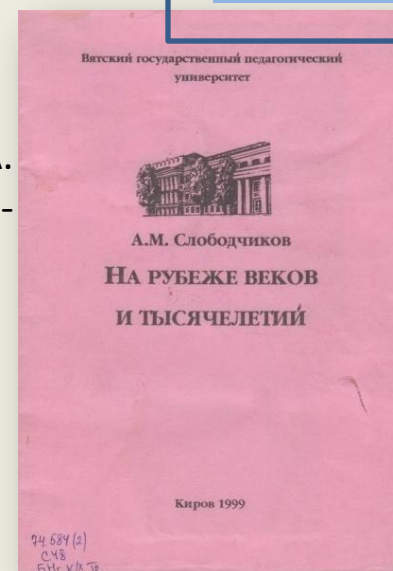 Вятский государственный педагогический
университет
А.
-
А.М. Слободчиков
НА РУБЕЖЕ ВЕКОВ
И ТЫСЯЧЕЛЕТИЙ
Киров 1999
74.584(2)
С48